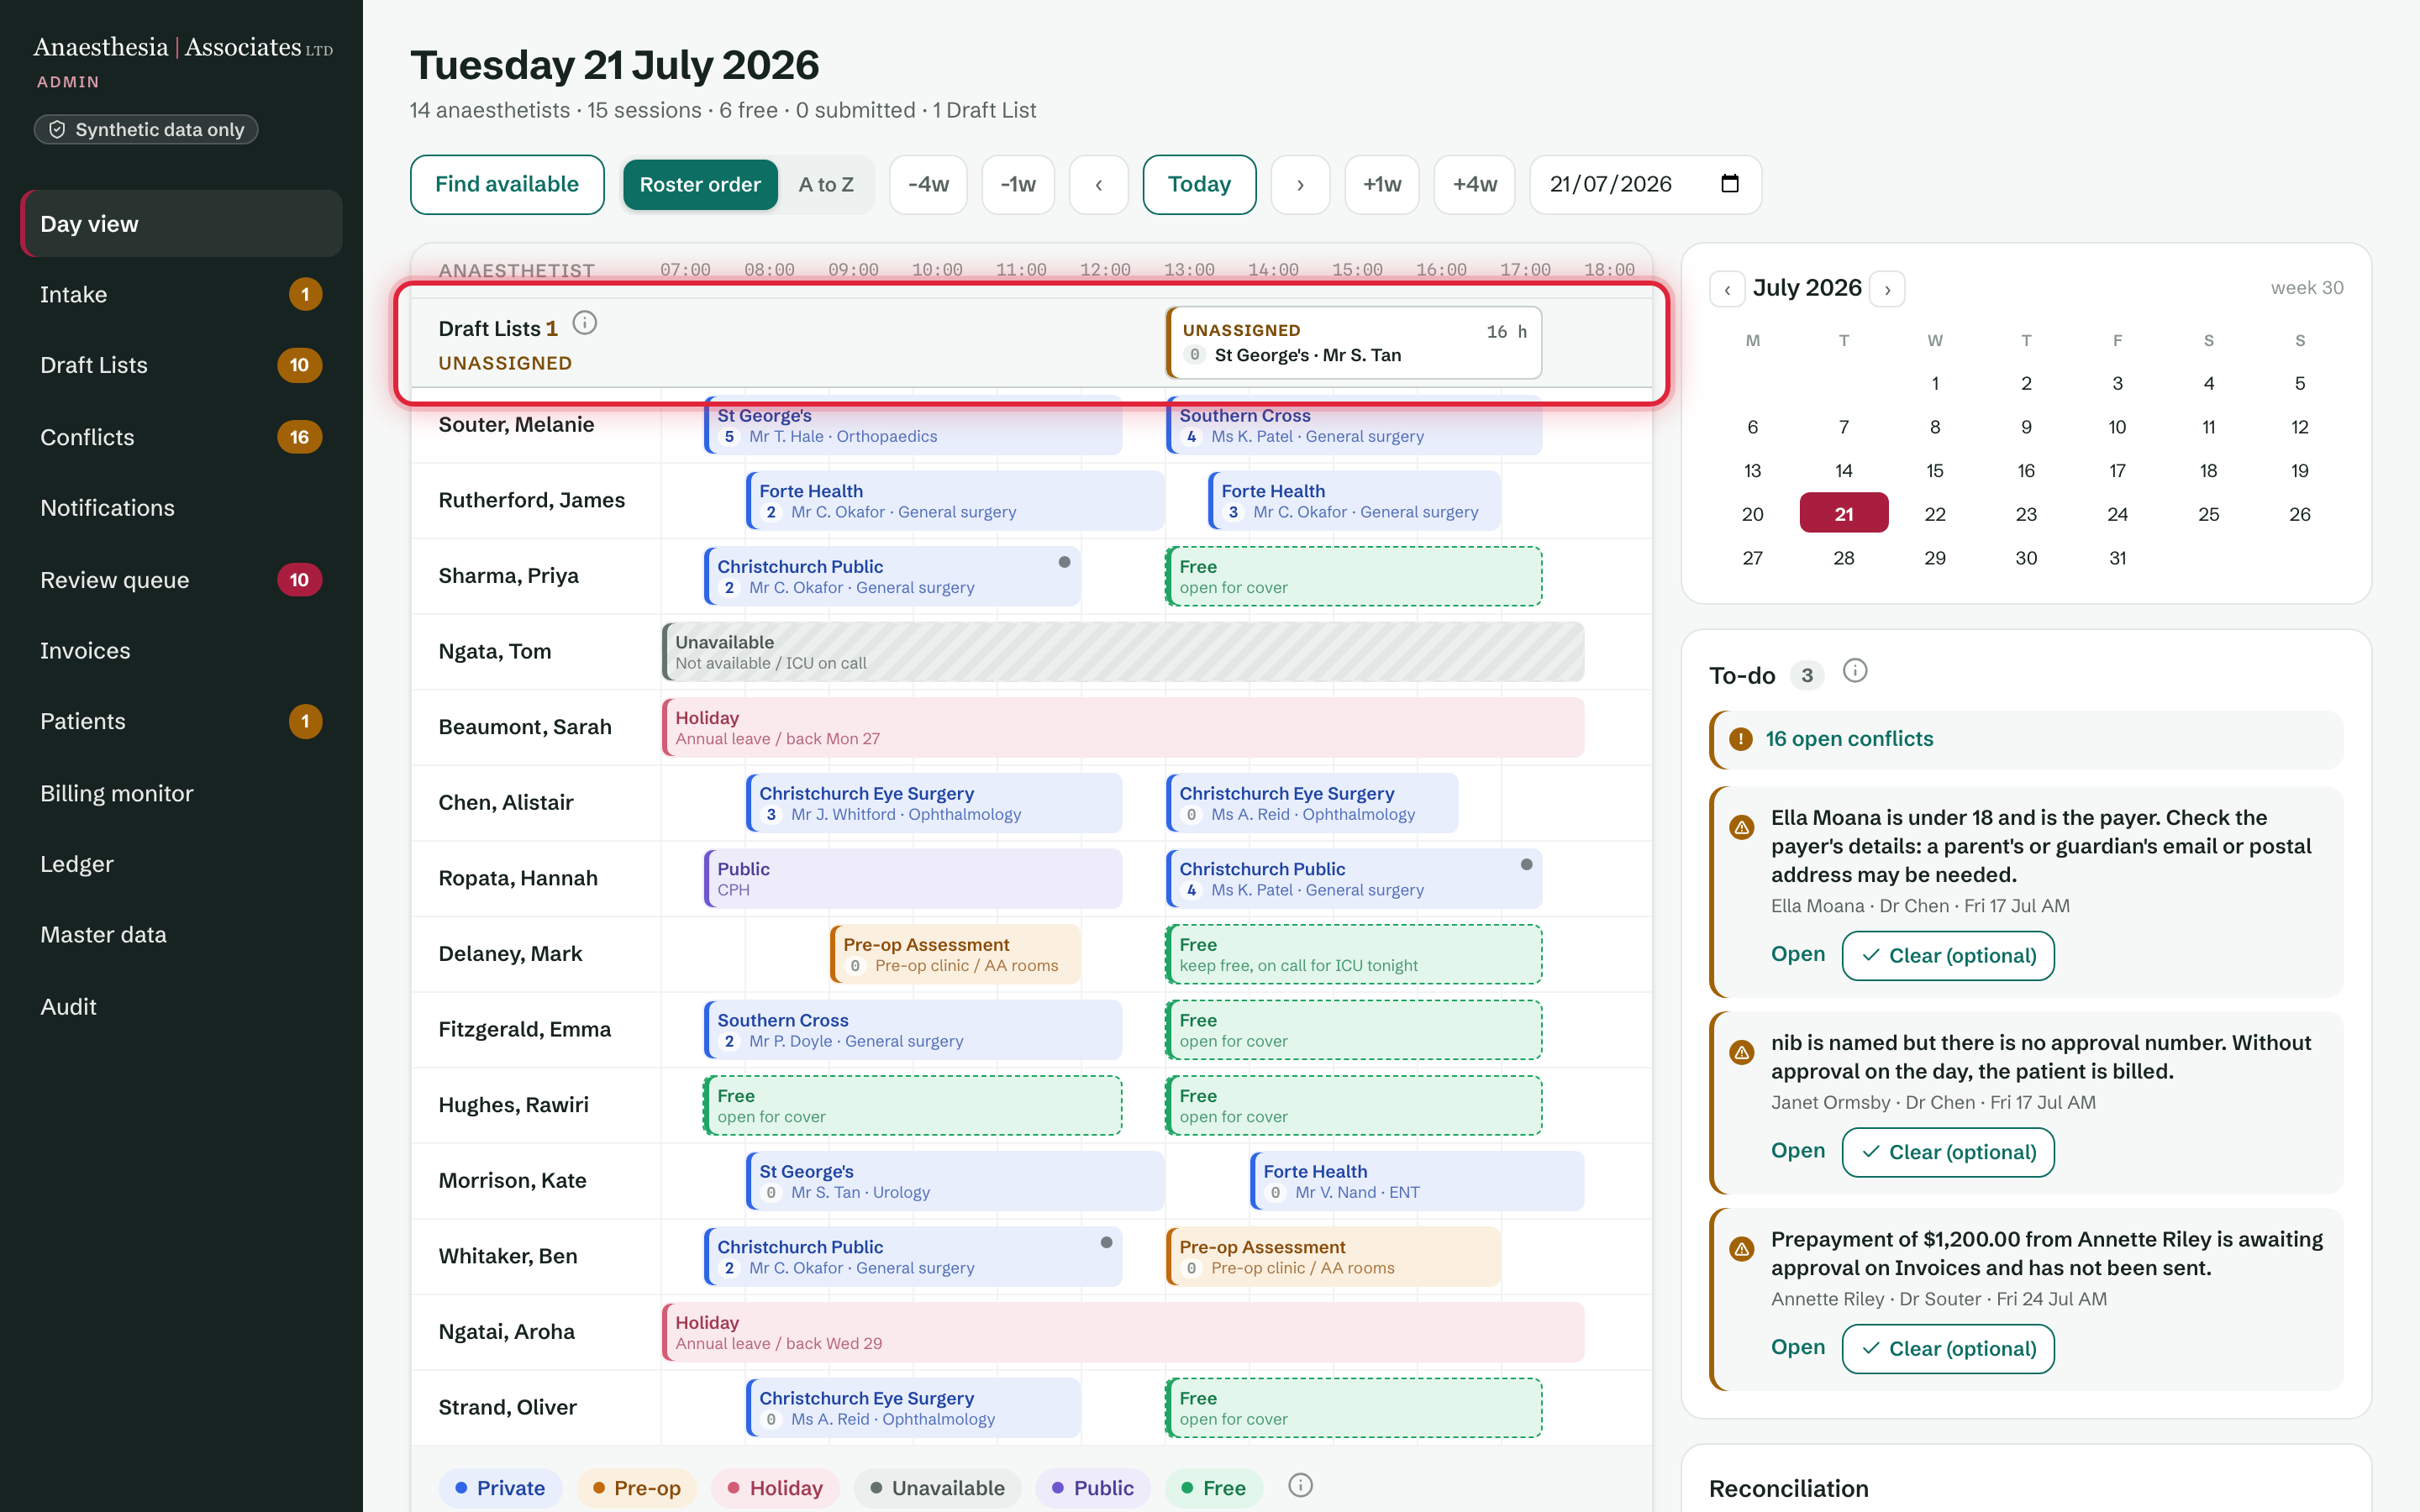 Anaesthesia | Associates LTD
ADMIN
Synthetic data only
Day view
Intake 1
Draft Lists 10
Conflicts 16
Notifications
Review queue 10
Invoices
Patients 1
Billing monitor
Ledger
Master data
Audit
Tuesday 21 July 2026
14 anaesthetists · 15 sessions · 6 free · 0 submitted · 1 Draft List
Find available Roster order A to Z -4w -1w ‹ Today › +1w +4w 21/07/2026
ANAESTHETIST 07:00 08:00 09:00 10:00 11:00 12:00 13:00 14:00 15:00 16:00 17:00 18:00
Draft Lists 1
UNASSIGNED
UNASSIGNED 16 h
0 St George's · Mr S. Tan
Souter, Melanie
St George's
5 Mr T. Hale · Orthopaedics
Southern Cross
4 Ms K. Patel · General surgery
Rutherford, James
Forte Health
2 Mr C. Okafor · General surgery
Forte Health
3 Mr C. Okafor · General surgery
Sharma, Priya
Christchurch Public
2 Mr C. Okafor · General surgery
Free
open for cover
Ngata, Tom
Unavailable
Not available / ICU on call
Beaumont, Sarah
Holiday
Annual leave / back Mon 27
Chen, Alistair
Christchurch Eye Surgery
3 Mr J. Whitford · Ophthalmology
Christchurch Eye Surgery
0 Ms A. Reid · Ophthalmology
Ropata, Hannah
Public
CPH
Christchurch Public
4 Ms K. Patel · General surgery
Delaney, Mark
Pre-op Assessment
0 Pre-op clinic / AA rooms
Free
keep free, on call for ICU tonight
Fitzgerald, Emma
Southern Cross
2 Mr P. Doyle · General surgery
Free
open for cover
Hughes, Rawiri
Free
open for cover
Free
open for cover
Morrison, Kate
St George's
0 Mr S. Tan · Urology
Forte Health
0 Mr V. Nand · ENT
Whitaker, Ben
Christchurch Public
2 Mr C. Okafor · General surgery
Pre-op Assessment
0 Pre-op clinic / AA rooms
Ngatai, Aroha
Holiday
Annual leave / back Wed 29
Strand, Oliver
Christchurch Eye Surgery
0 Ms A. Reid · Ophthalmology
Free
open for cover
Private Pre-op Holiday Unavailable Public Free
‹ July 2026 › week 30
M T W T F S S
1 2 3 4 5
6 7 8 9 10 11 12
13 14 15 16 17 18 19
20 21 22 23 24 25 26
27 28 29 30 31
To-do 3
16 open conflicts
Ella Moana is under 18 and is the payer. Check the
payer's details: a parent's or guardian's email or postal
address may be needed.
Ella Moana · Dr Chen · Fri 17 Jul AM
Open Clear (optional)
nib is named but there is no approval number. Without
approval on the day, the patient is billed.
Janet Ormsby · Dr Chen · Fri 17 Jul AM
Open Clear (optional)
Prepayment of $1,200.00 from Annette Riley is awaiting
approval on Invoices and has not been sent.
Annette Riley · Dr Souter · Fri 24 Jul AM
Open Clear (optional)
Reconciliation